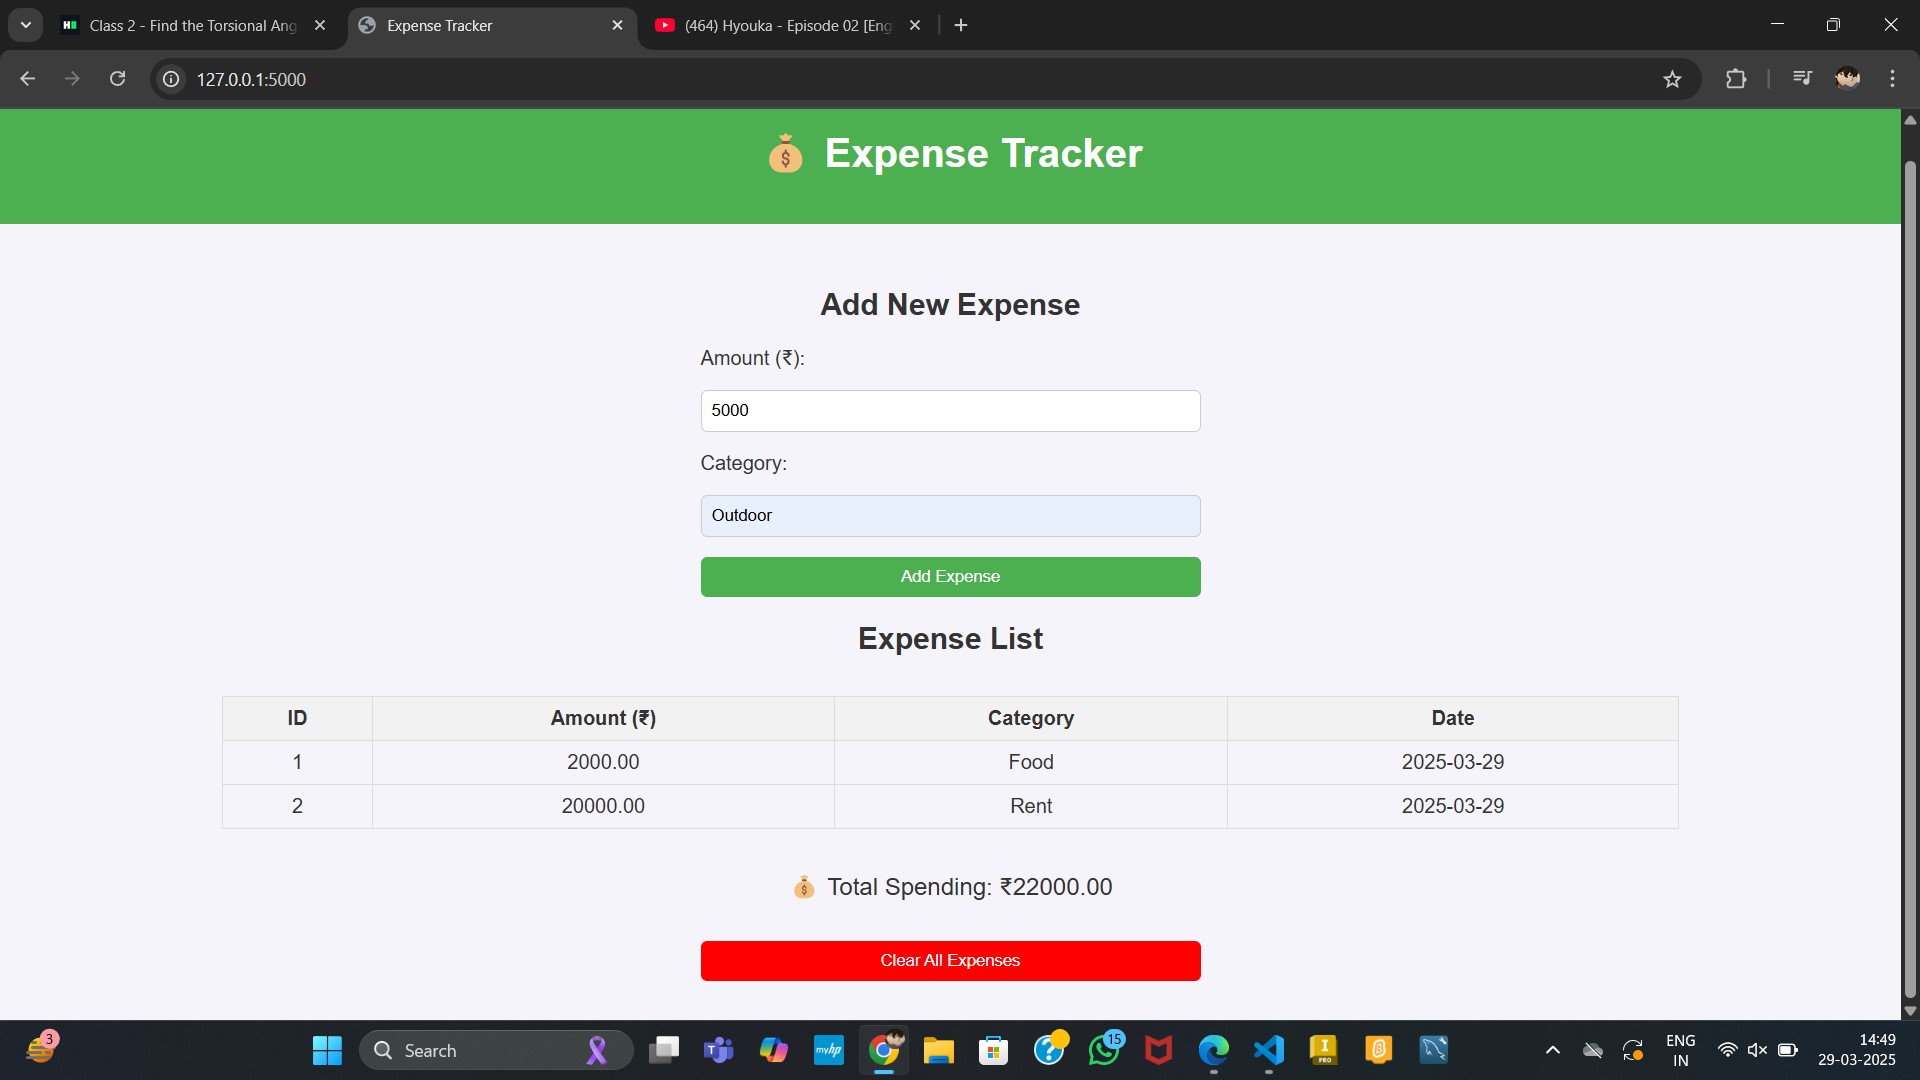 Class 2 - Find the Torsional Ang
Expense Tracker
(464) Hyouka - Episode 02 [Eng
127.0.0.1:5000
Expense Tracker
Add New Expense
Amount (₹):
5000
Category:
Outdoor
Add Expense
Expense List
ID Amount (₹) Category Date
1 2000.00 Food 2025-03-29
2 20000.00 Rent 2025-03-29
Total Spending: ₹22000.00
Clear All Expenses
3
Search
myhp
15
I
PRO
ENG
IN
14:49
29-03-2025